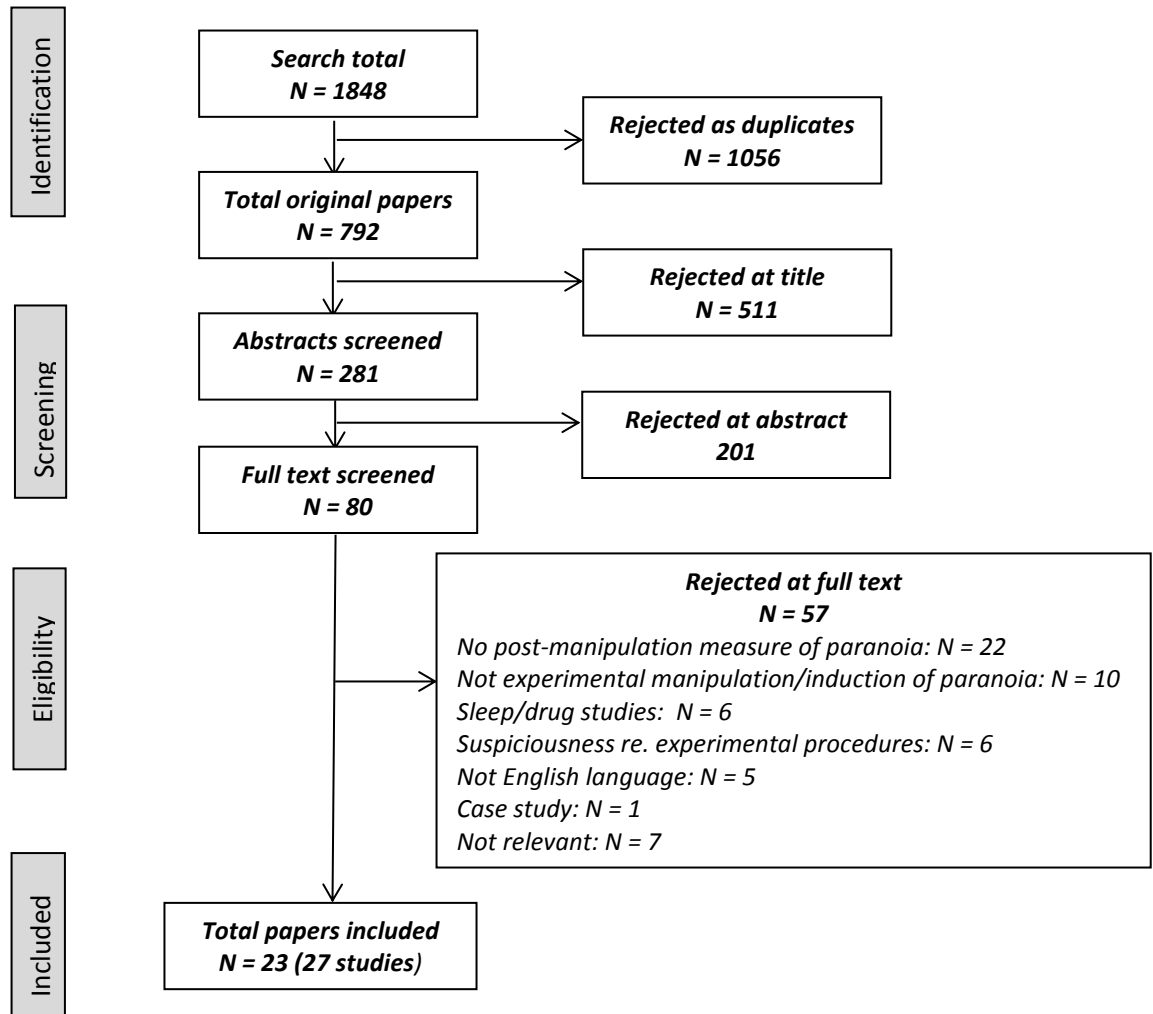 Identification
Search total
N = 1848
Rejected as duplicates
N = 1056
Total original papers
N = 792
Rejected at title
N = 511
Screening
Abstracts screened
N = 281
Rejected at abstract
201
Full text screened
N = 80
Eligibility
Rejected at full text
N = 57
No post-manipulation measure of paranoia: N = 22
Not experimental manipulation/induction of paranoia: N = 10
Sleep/drug studies:  N = 6
Suspiciousness re. experimental procedures: N = 6
Not English language: N = 5
Case study: N = 1
Not relevant: N = 7
Included
Total papers included
N = 23 (27 studies)